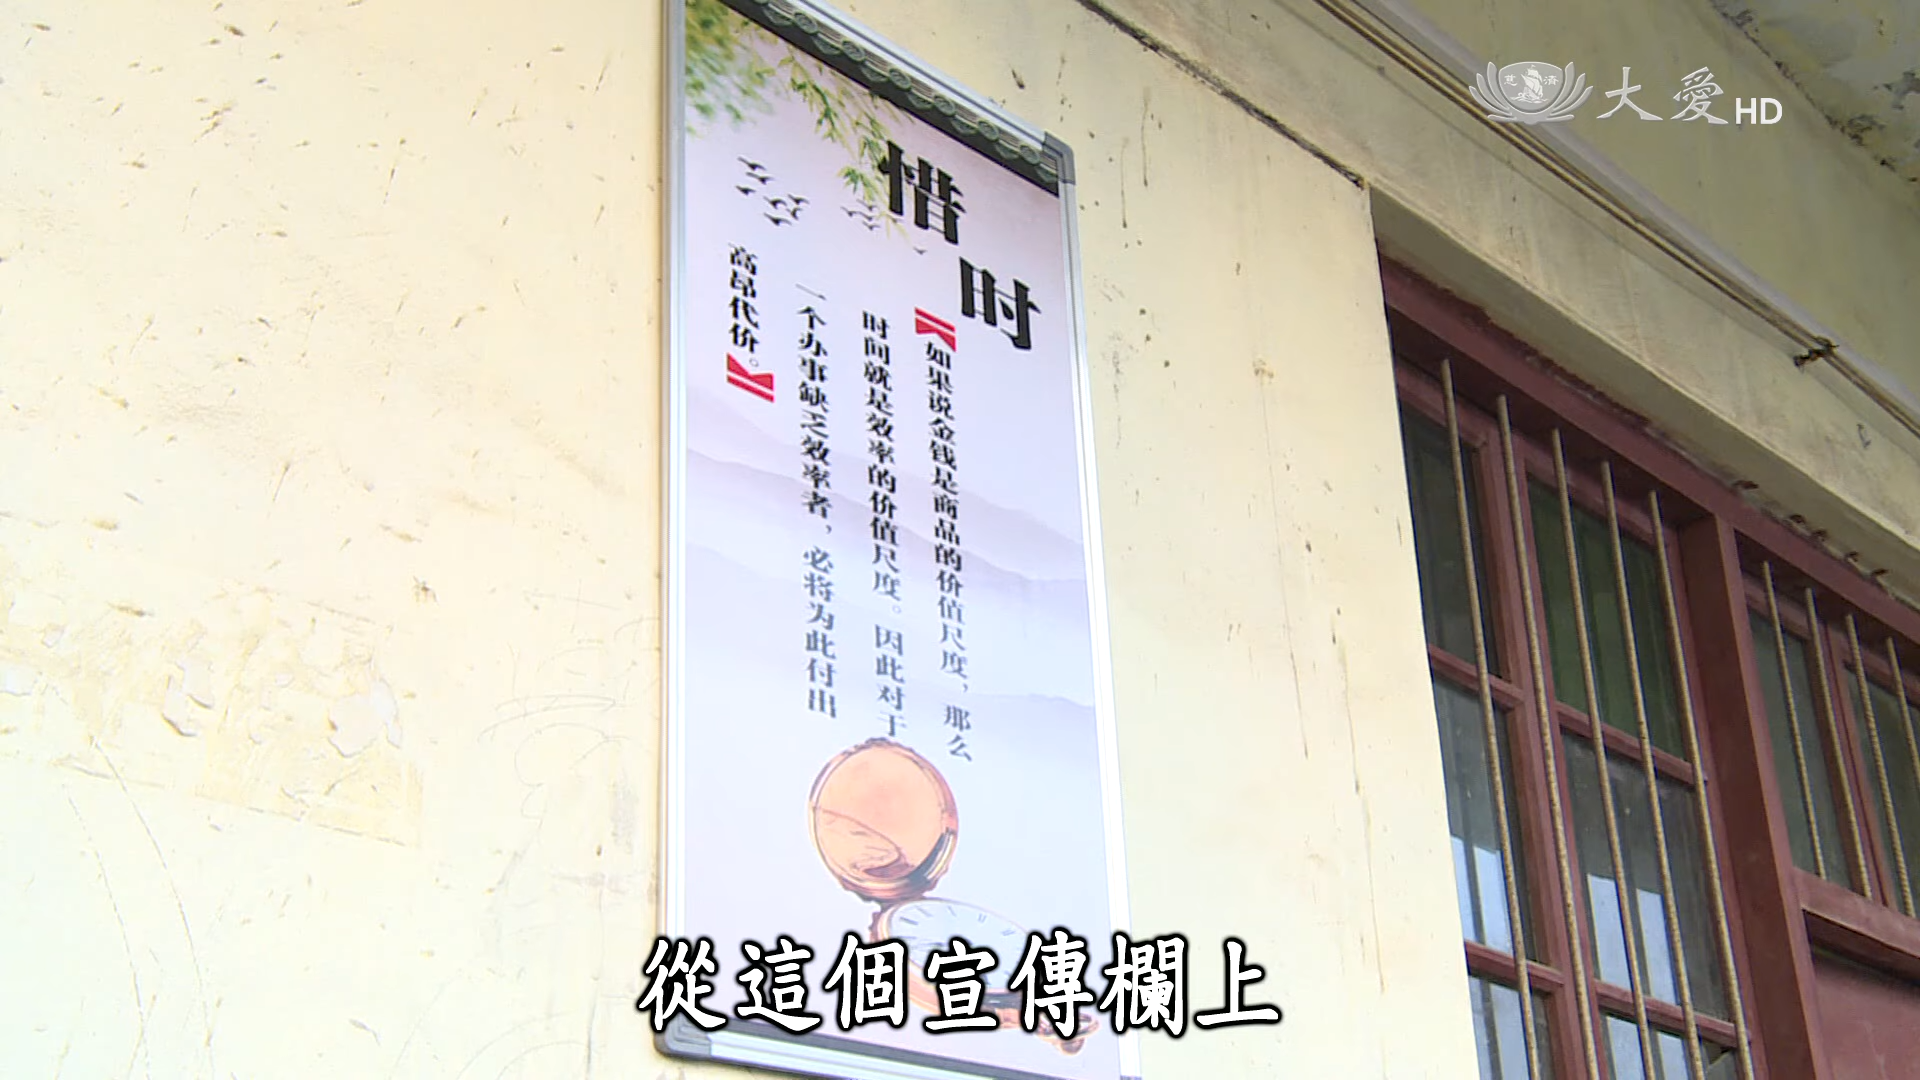 慈濟
大愛HD
惜时
如果说金钱是商品的价值尺度，那么
时间就是效率的价值尺度。因此对于
一个办事缺乏效率者，必将为此付出
高昂代价。
從這個宣傳欄上